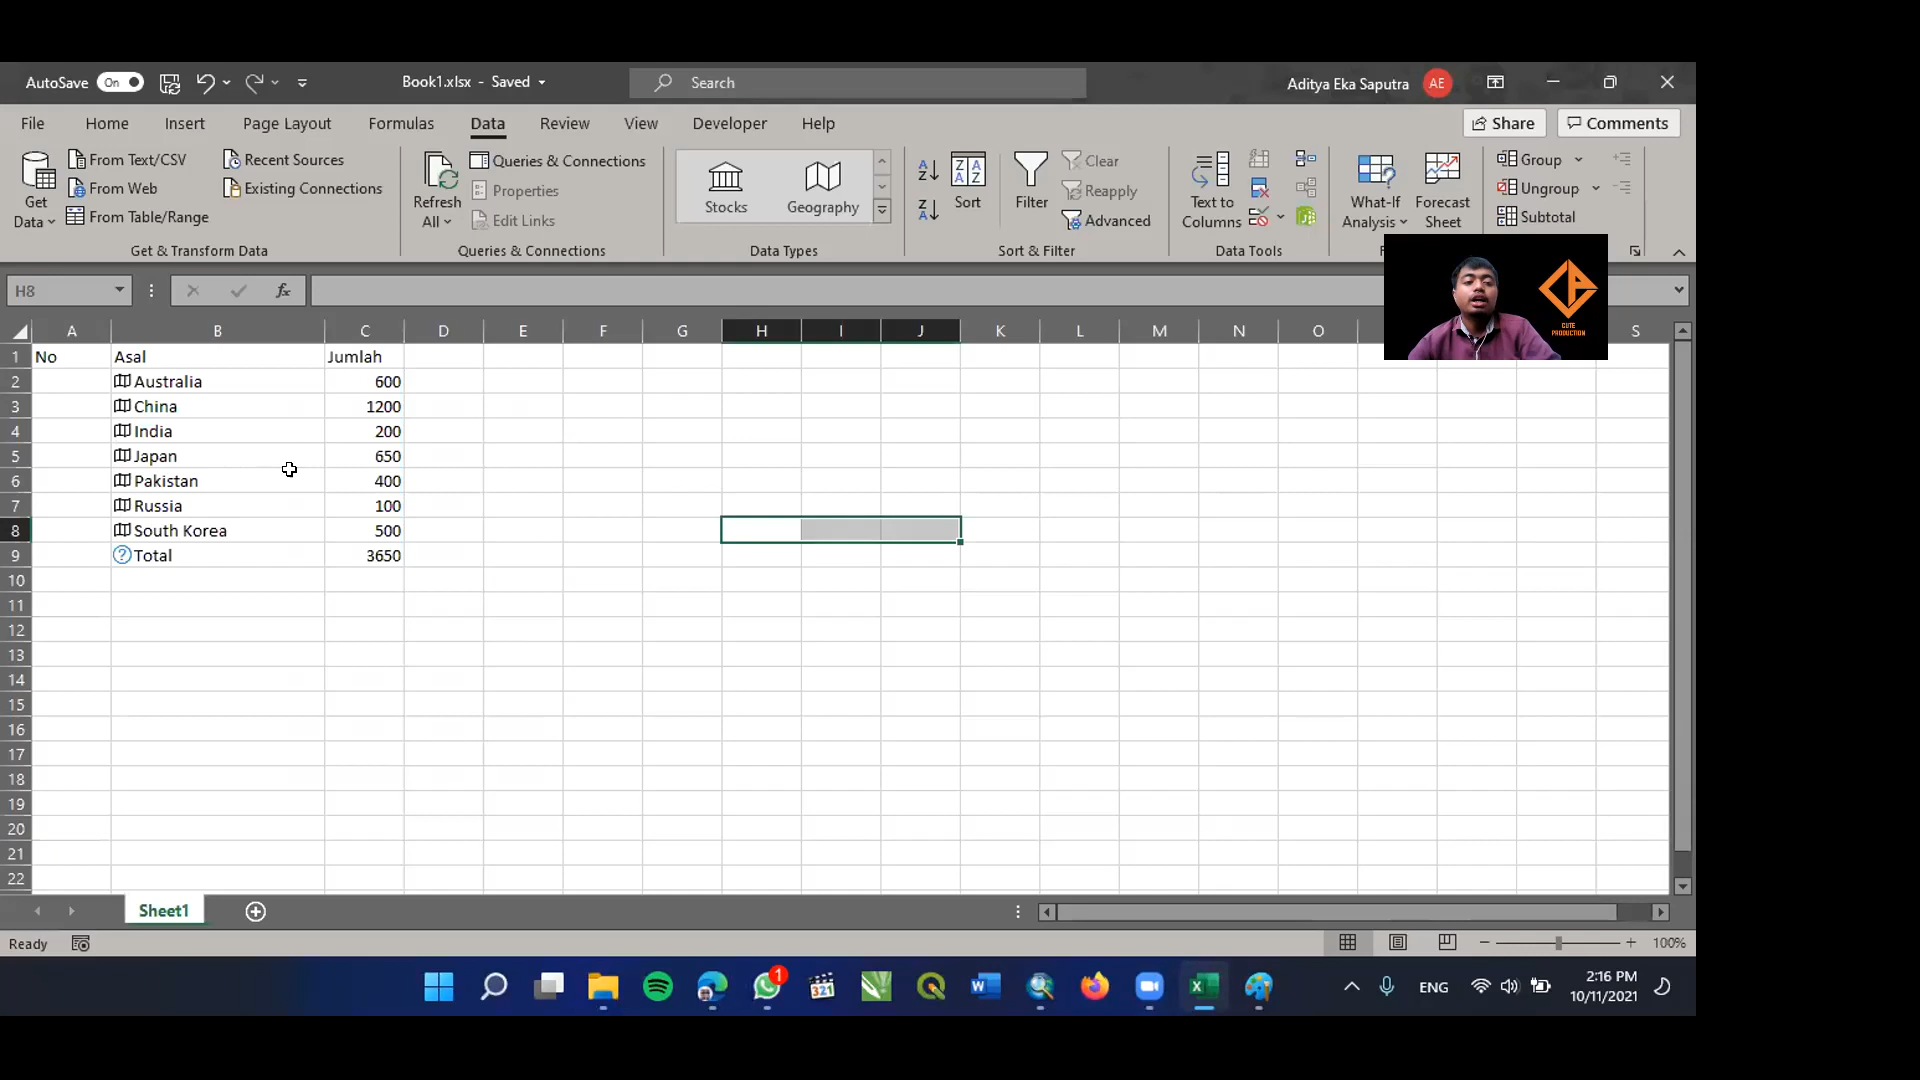 AutoSave On Book1.xlsx - Saved Search Aditya Eka Saputra AE
File Home Insert Page Layout Formulas Data Review View Developer Help Share Comments
Get Data
From Text/CSV
From Web
From Table/Range
Recent Sources
Existing Connections
Get & Transform Data
Refresh All
Queries & Connections
Properties
Edit Links
Queries & Connections
Stocks
Geography
Data Types
Sort
Filter
Clear
Reapply
Advanced
Sort & Filter
Text to Columns
Data Tools
What-If Analysis
Forecast Sheet
F
Group
Ungroup
Subtotal
CUTE
PRODUCTION
H8 fx
A B C D E F G H I J K L M N O S
1 No Asal Jumlah
2 Australia 600
3 China 1200
4 India 200
5 Japan 650
6 Pakistan 400
7 Russia 100
8 South Korea 500
9 Total 3650
10
11
12
13
14
15
16
17
18
19
20
21
22
Sheet1
Ready 100%
1 321 ENG 2:16 PM
10/11/2021